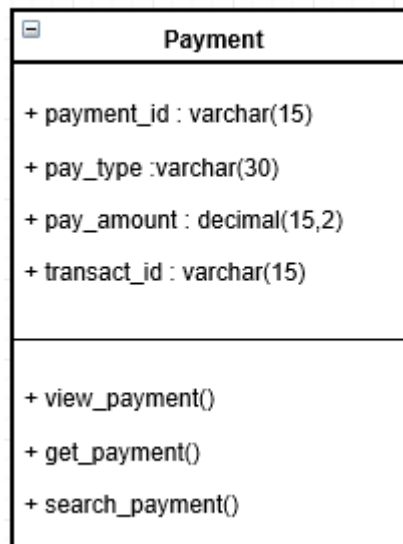 Payment
+ payment_id : varchar(15)
+ pay_type :varchar(30)
+ pay_amount : decimal(15,2)
+ transact_id : varchar(15)
+ view_payment()
+ get_payment()
+ search_payment()